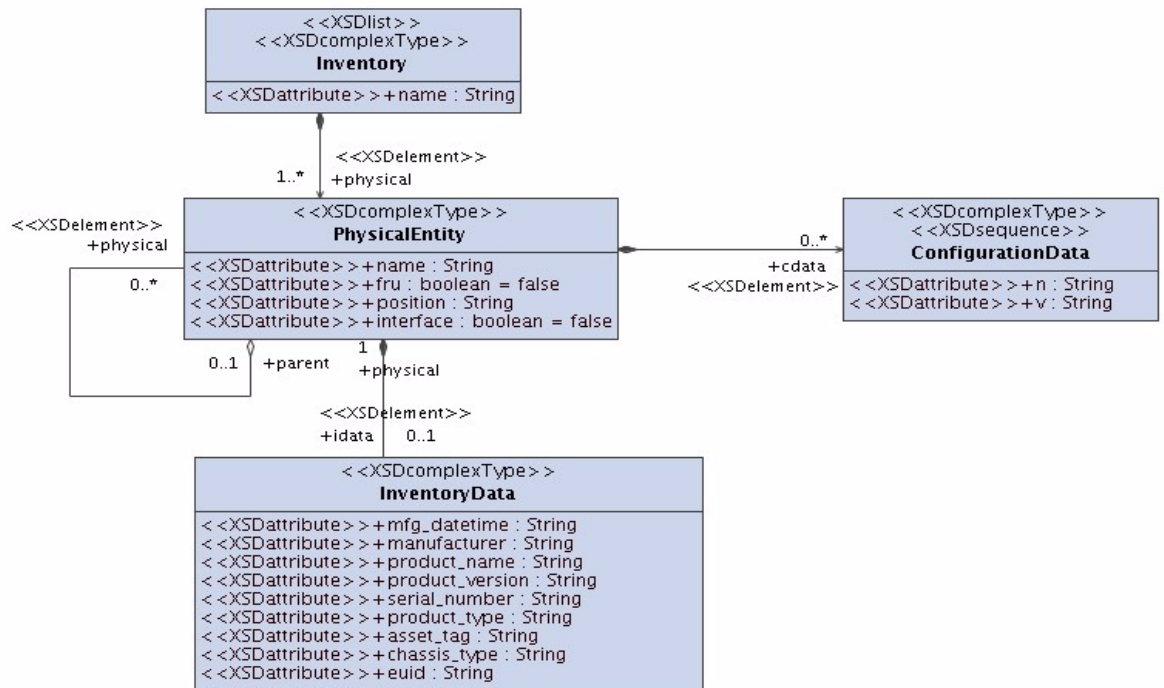 <<XSDlist>>
<<XSDcomplexType>>
Inventory
<<XSDattribute>>+name : String
<<XSDelement>>
1..* +physical
<<XSDelement>>
+physical
0..*
<<XSDcomplexType>>
PhysicalEntity
<<XSDattribute>>+name : String
<<XSDattribute>>+fru : boolean = false
<<XSDattribute>>+position : String
<<XSDattribute>>+interface : boolean = false
0..*
+cdata
<<XSDElement>>
<<XSDcomplexType>>
<<XSDsequence>>
ConfigurationData
<<XSDattribute>>+n : String
<<XSDattribute>>+v : String
0..1 +parent
1
+physical
<<XSDelement>>
+idata 0..1
<<XSDcomplexType>>
InventoryData
<<XSDattribute>>+mfg_datetime : String
<<XSDattribute>>+manufacturer : String
<<XSDattribute>>+product_name : String
<<XSDattribute>>+product_version : String
<<XSDattribute>>+serial_number : String
<<XSDattribute>>+product_type : String
<<XSDattribute>>+asset_tag : String
<<XSDattribute>>+chassis_type : String
<<XSDattribute>>+euid : String